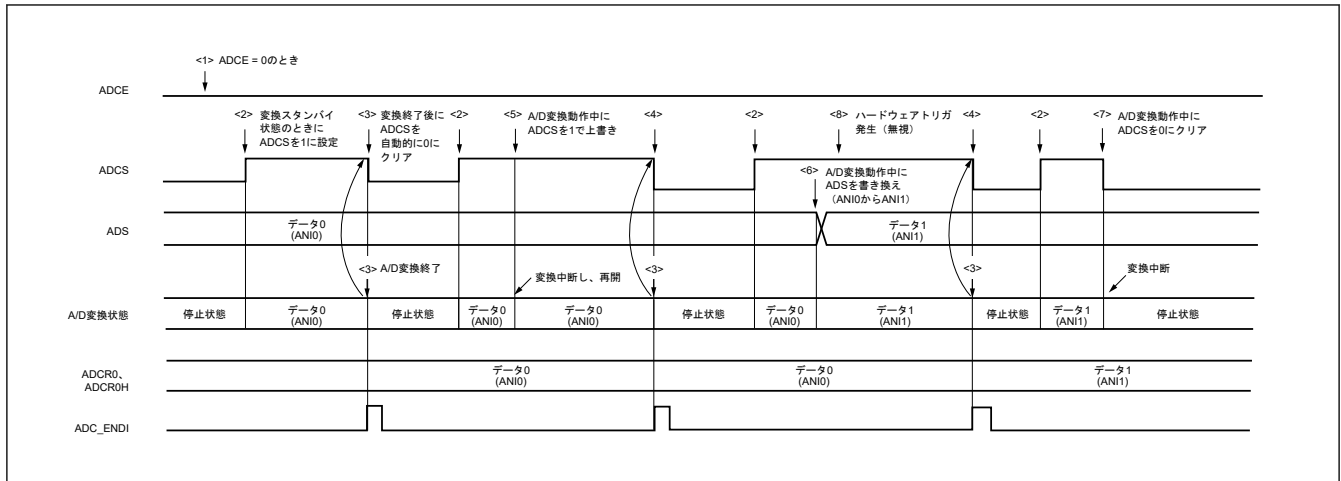 <1> ADCE = 0のとき
ADCE
<2> 変換スタンバイ
状態のときに
ADCSを1に設定
<3> 変換終了後に
ADCSを
自動的に0に
クリア
<2>
<5> A/D変換動作中に
ADCSを1で上書き
<4>
<2>
<8> ハードウェアトリガ
発生（無視）
<4>
<2>
<7> A/D変換動作中に
ADCSを0にクリア
ADCS
<6> A/D変換動作中に
ADSを書き換え
（ANI0からANI1）
ADS
データ0
(ANI0)
データ1
(ANI1)
<3> A/D変換終了
変換中断し、再開
<3>
<3>
変換中断
A/D変換状態
停止状態
データ0
(ANI0)
停止状態
データ0
(ANI0)
データ0
(ANI0)
停止状態
データ0
(ANI0)
データ1
(ANI1)
停止状態
データ1
(ANI1)
停止状態
ADCR0、
ADCR0H
データ0
(ANI0)
データ0
(ANI0)
データ1
(ANI1)
ADC_ENDI